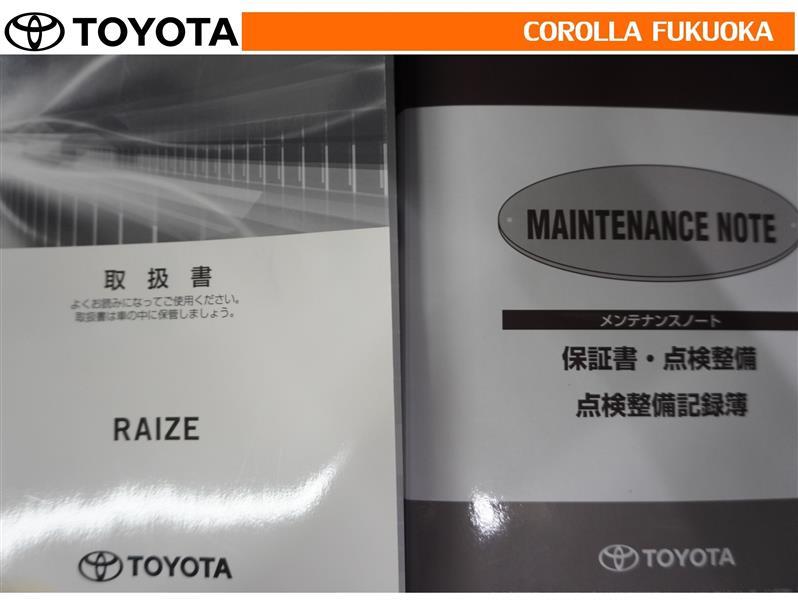 TOYOTA
COROLLA FUKUOKA
取扱書
よくお読みになってご使用ください。
取扱書は車の中に保管しましょう。
RAIZE
TOYOTA
MAINTENANCE NOTE
メンテナンスノート
保証書・点検整備
点検整備記録簿
TOYOTA